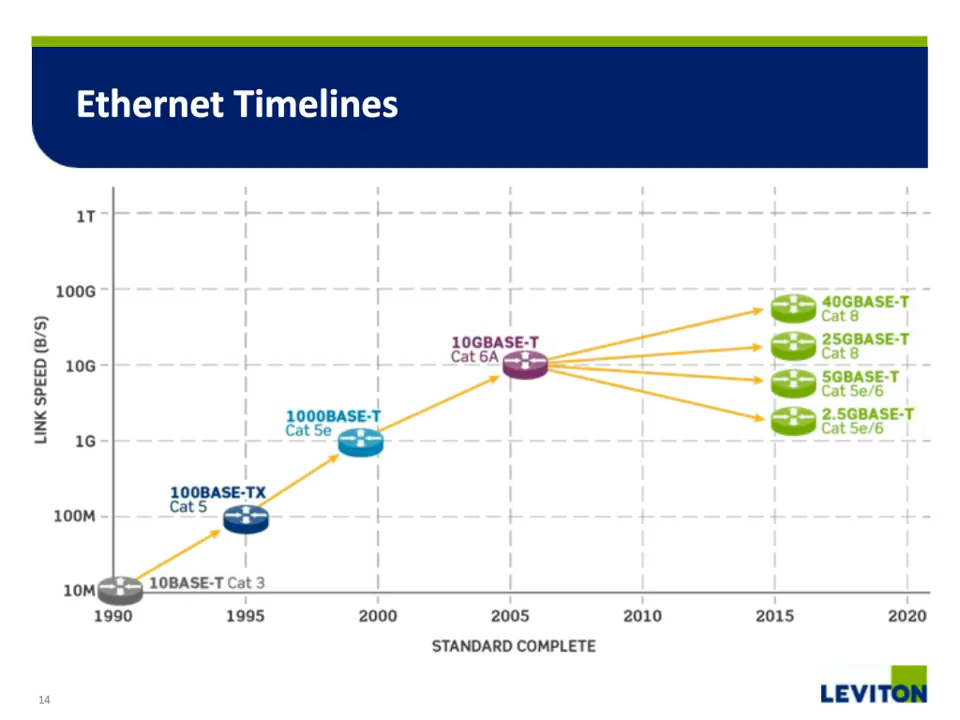 Ethernet Timelines
1T
100G
10G
1G
100M
10M
LINK SPEED (B/S)
40GBASE-T
Cat 8
25GBASE-T
Cat 8
5GBASE-T
Cat 5e/6
2.5GBASE-T
Cat 5e/6
10GBASE-T
Cat 6A
1000BASE-T
Cat 5e
100BASE-TX
Cat 5
10BASE-T Cat 3
1990 1995 2000 2005 2010 2015 2020
STANDARD COMPLETE
14
LEVITON